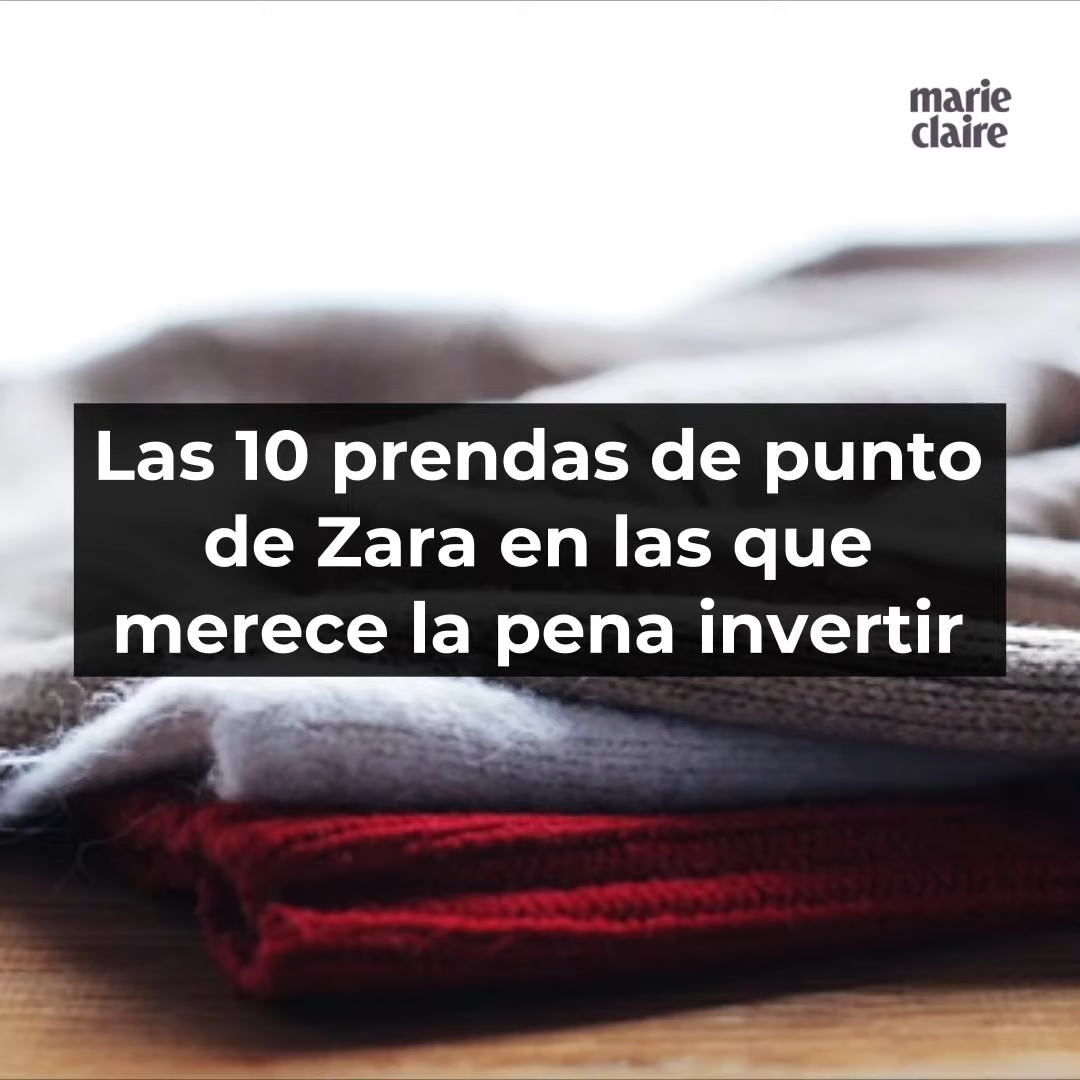 marie
claire
Las 10 prendas de punto
de Zara en las que
merece la pena invertir